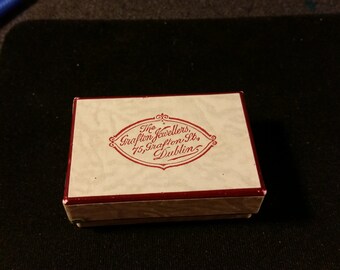 The
Grafton Jewellers,
75, Grafton St.,
Dublin